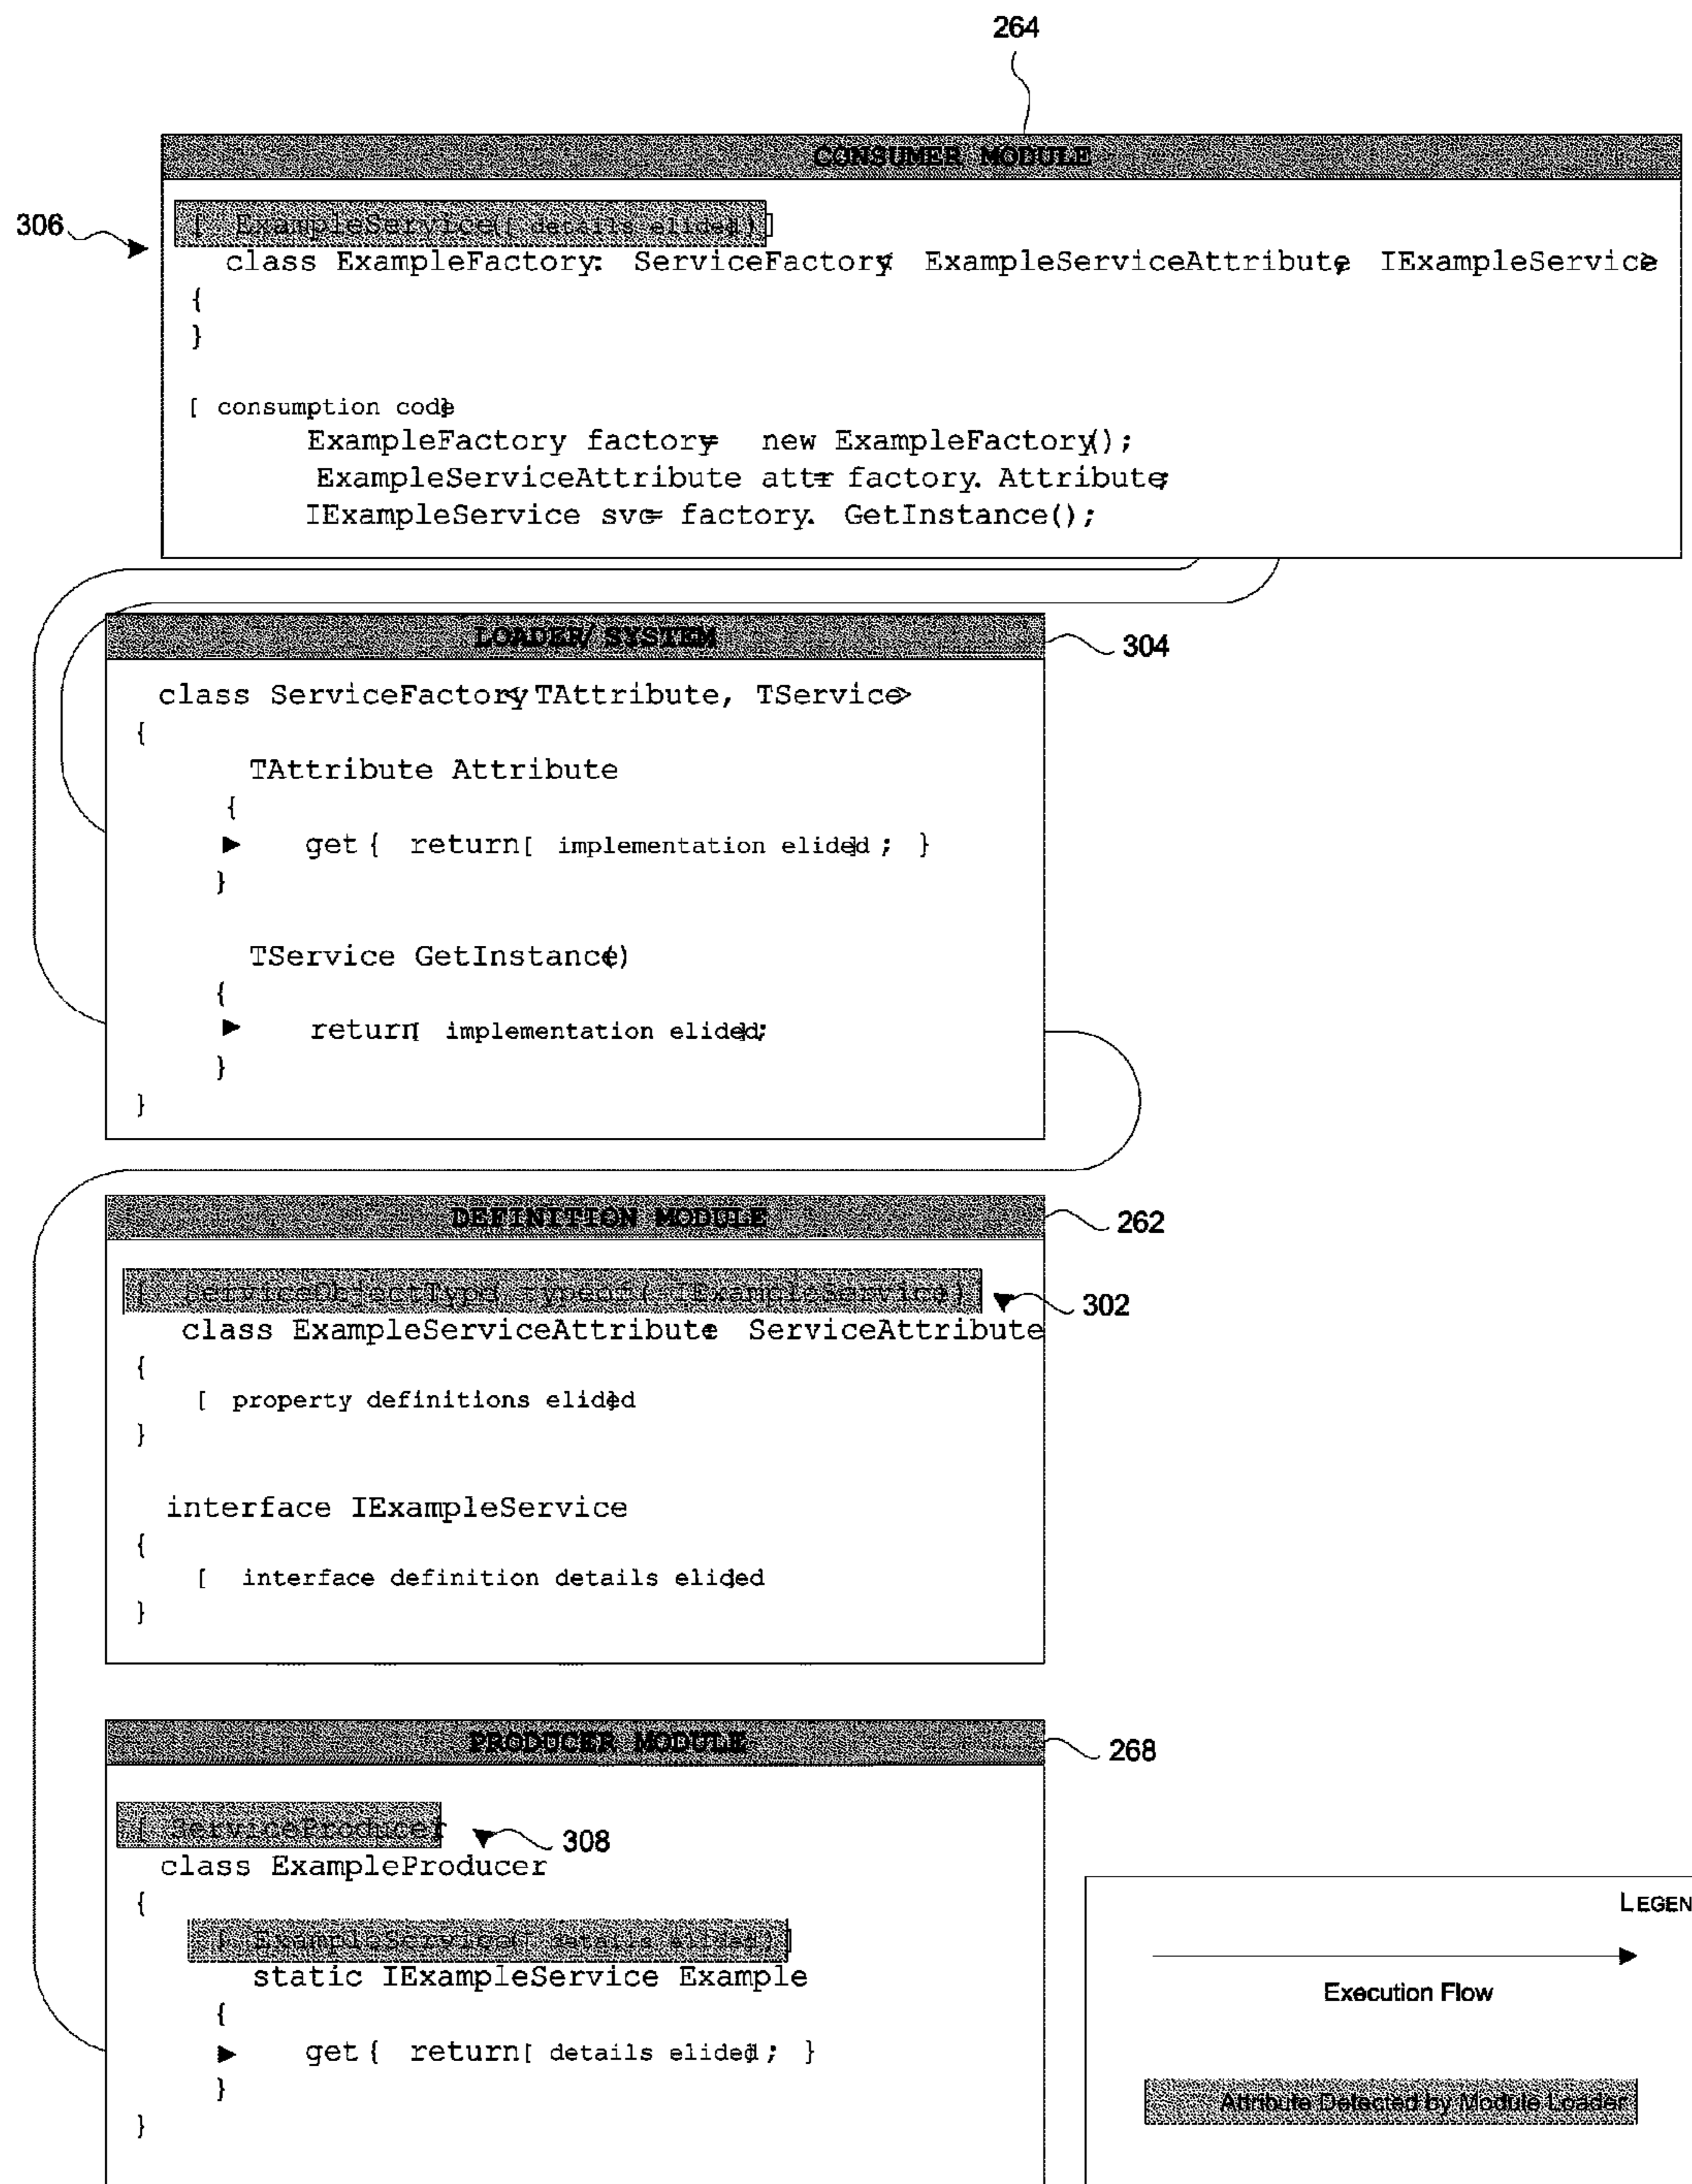 264
CONSUMER MODULE
306
[ ExampleService([ details elided])]
class ExampleFactory: ServiceFactory< ExampleServiceAttribute, IExampleService>
{
}
[ consumption code]
ExampleFactory factory= new ExampleFactory();
ExampleServiceAttribute attr= factory. Attribute;
IExampleService svc= factory. GetInstance();
LOADER/ SYSTEM
304
class ServiceFactory<TAttribute, TService>
{
TAttribute Attribute
{
get { return[ implementation elided] ; }
}
TService GetInstance()
{
return[ implementation elided];
}
}
DEFINITION MODULE
262
[ ServiceObjectType( typeof( IExampleService))]
302
class ExampleServiceAttribute: ServiceAttribute
{
[ property definitions elided]
}
interface IExampleService
{
[ interface definition details elided]
}
PRODUCER MODULE
268
[ ServiceProducer]
308
class ExampleProducer
{
[ ExampleService([ details elided])]
static IExampleService Example
{
get { return[ details elided] ; }
}
}
LEGEN
Execution Flow
Attribute Detected by Module Loader